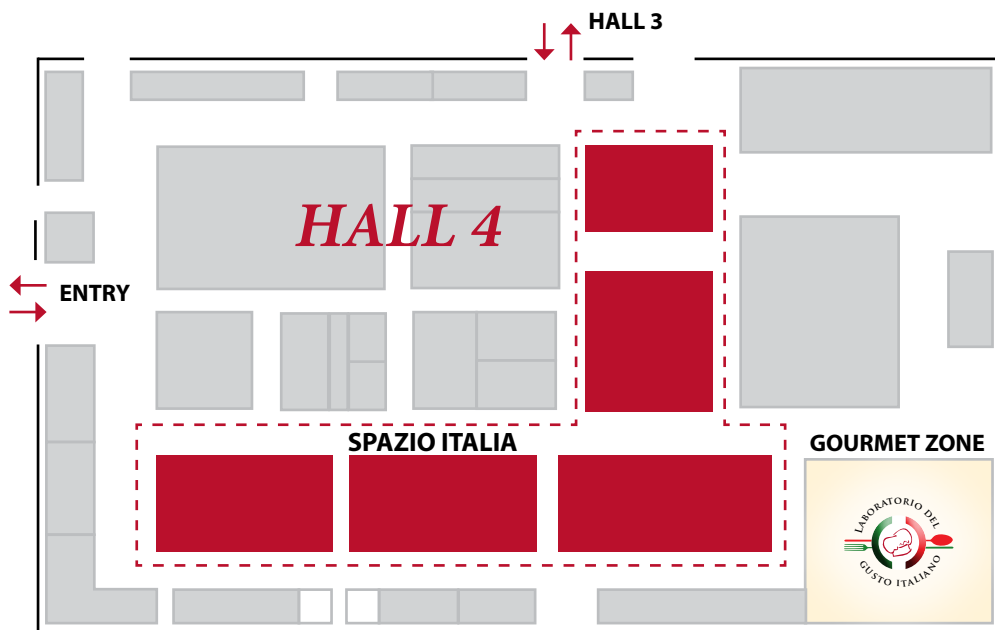 HALL 3
HALL 4
ENTRY
SPAZIO ITALIA
GOURMET ZONE
LABORATORIO DEL
GUSTO ITALIANO